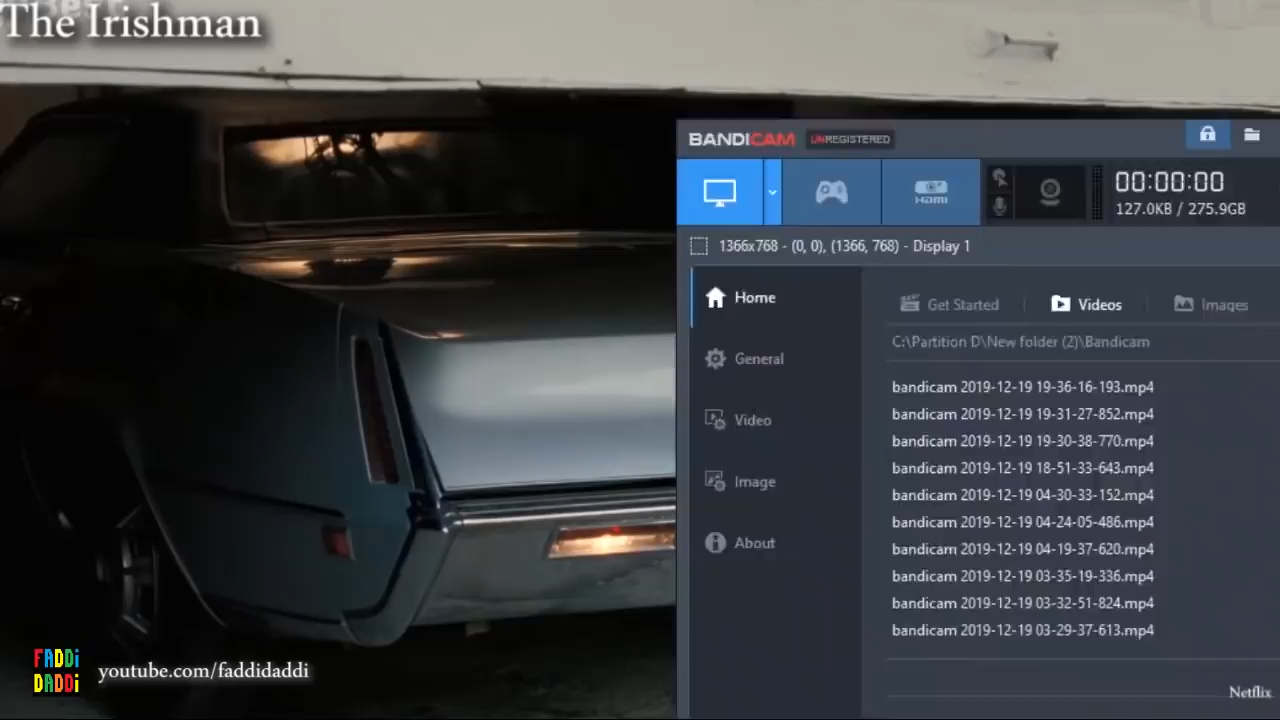 The Irishman
BANDICAM UNREGISTERED
HDMI
00:00:00
127.0KB / 275.9GB
1366x768 - (0, 0), (1366, 768) - Display 1
Home
General
Video
Image
About
Get Started
Videos
Images
C:\Partition D\New folder (2)\Bandicam
bandicam 2019-12-19 19-36-16-193.mp4
bandicam 2019-12-19 19-31-27-852.mp4
bandicam 2019-12-19 19-30-38-770.mp4
bandicam 2019-12-19 18-51-33-643.mp4
bandicam 2019-12-19 04-30-33-152.mp4
bandicam 2019-12-19 04-24-05-486.mp4
bandicam 2019-12-19 04-19-37-620.mp4
bandicam 2019-12-19 03-35-19-336.mp4
bandicam 2019-12-19 03-32-51-824.mp4
bandicam 2019-12-19 03-29-37-613.mp4
FADDi
DADDi
youtube.com/faddidaddi
Netflix